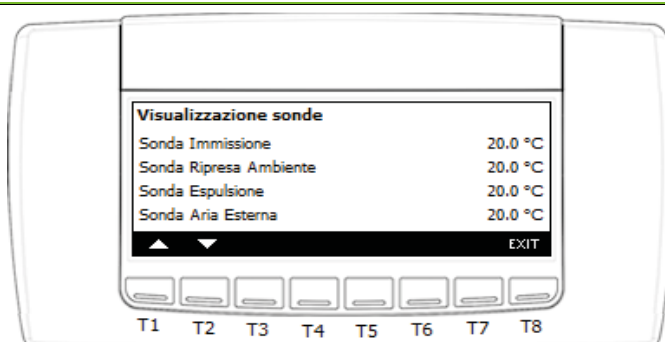 Visualizzazione sonde
Sonda Immissione 20.0 °C
Sonda Ripresa Ambiente 20.0 °C
Sonda Espulsione 20.0 °C
Sonda Aria Esterna 20.0 °C
EXIT
T1 T2 T3 T4 T5 T6 T7 T8